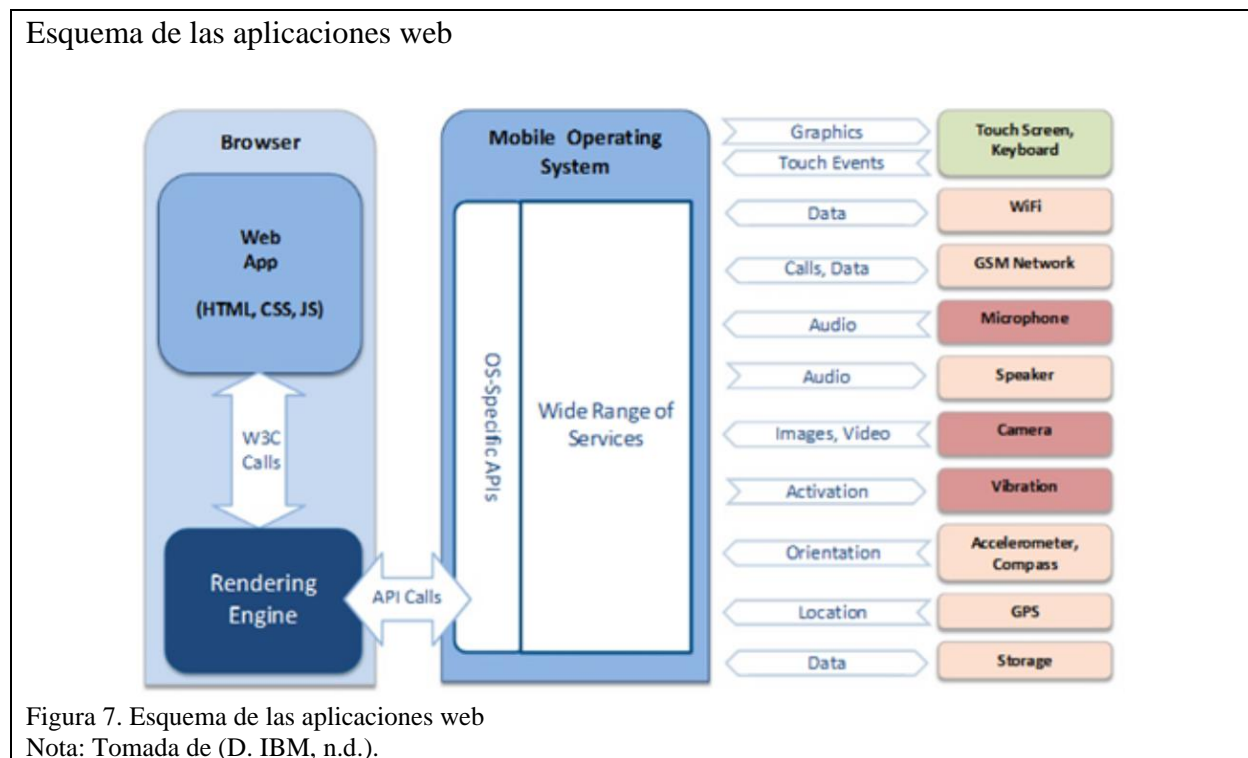 Esquema de las aplicaciones web
Browser
Web
App
(HTML, CSS, JS)
W3C
Calls
Rendering
Engine
API Calls
Mobile Operating
System
OS-Specific APIs
Wide Range of
Services
Graphics
Touch Events
Touch Screen,
Keyboard
Data
WiFi
Calls, Data
GSM Network
Audio
Microphone
Audio
Speaker
Images, Video
Camera
Activation
Vibration
Orientation
Accelerometer,
Compass
Location
GPS
Data
Storage
Figura 7. Esquema de las aplicaciones web
Nota: Tomada de (D. IBM, n.d.).